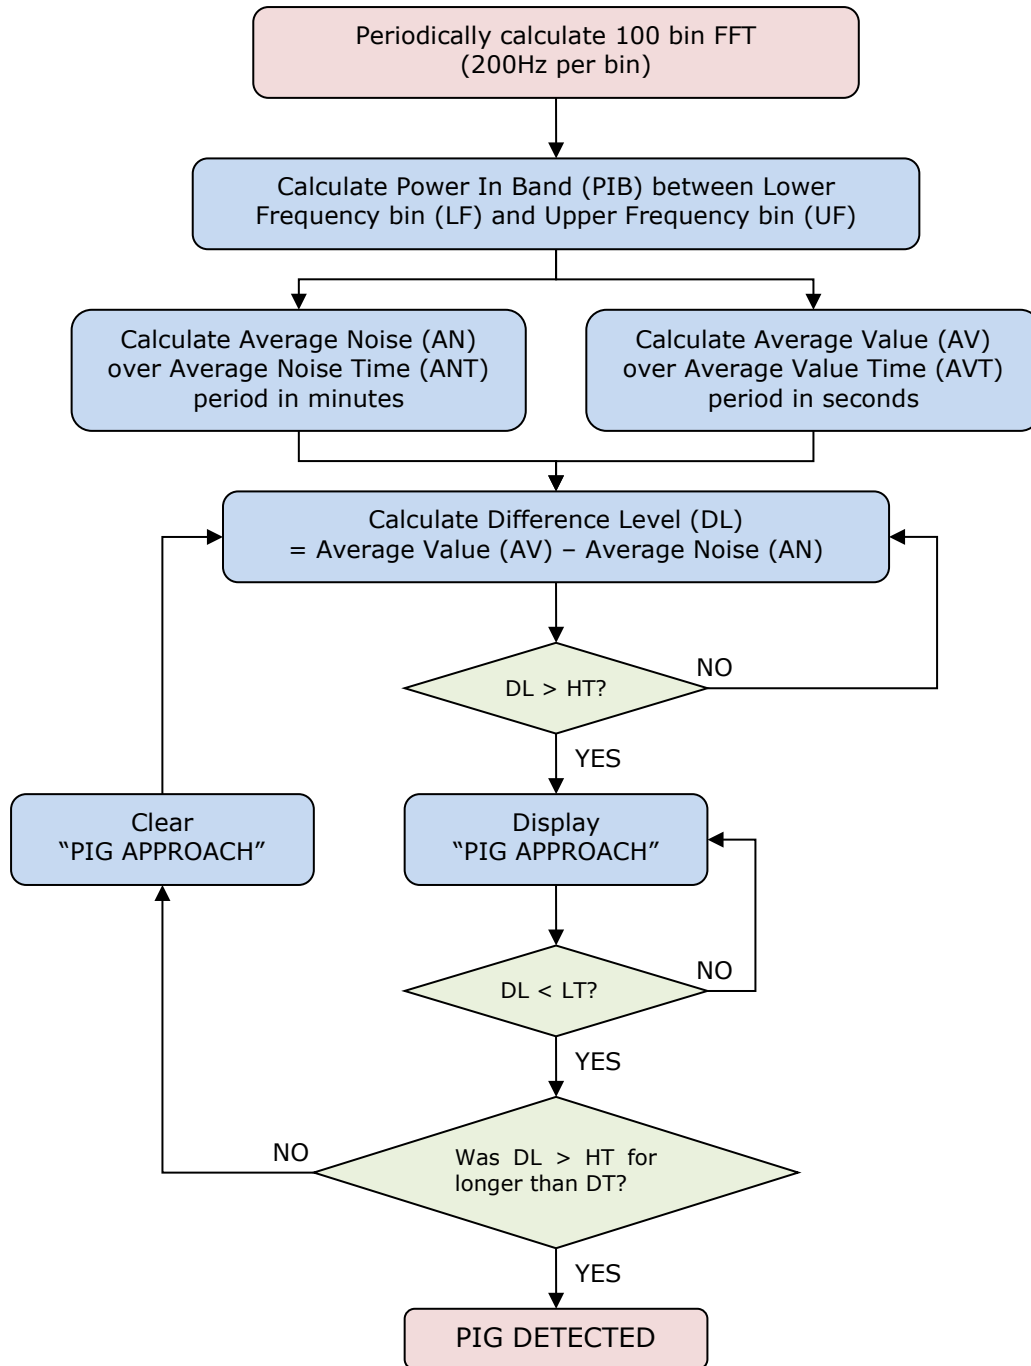 Periodically calculate 100 bin FFT
(200Hz per bin)
Calculate Power In Band (PIB) between Lower
Frequency bin (LF) and Upper Frequency bin (UF)
Calculate Average Noise (AN)
over Average Noise Time (ANT)
period in minutes
Calculate Average Value (AV)
over Average Value Time (AVT)
period in seconds
Calculate Difference Level (DL)
= Average Value (AV) – Average Noise (AN)
DL > HT?
NO
YES
Clear
“PIG APPROACH”
Display
“PIG APPROACH”
DL < LT?
NO
YES
NO
Was DL > HT for
longer than DT?
YES
PIG DETECTED